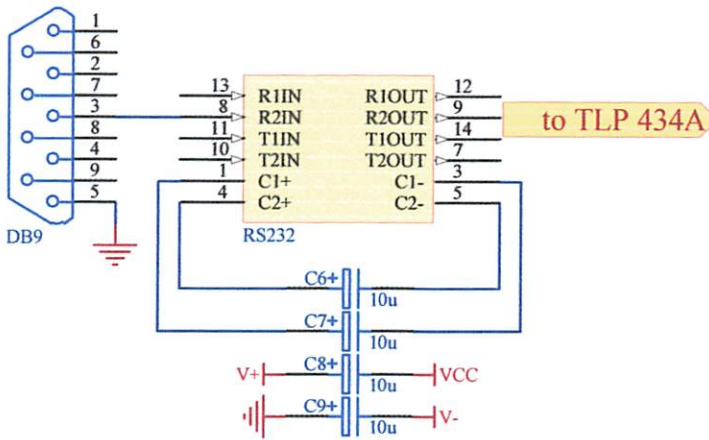 1
6
2
7
3
8
4
9
5
DB9
13 R1IN R1OUT 12
8 R2IN R2OUT 9
11 T1IN T1OUT 14
10 T2IN T2OUT 7
1 C1+ C1- 3
4 C2+ C2- 5
RS232
to TLP 434A
C6+
10u
C7+
10u
V+ C8+ VCC
10u
C9+ V-
10u